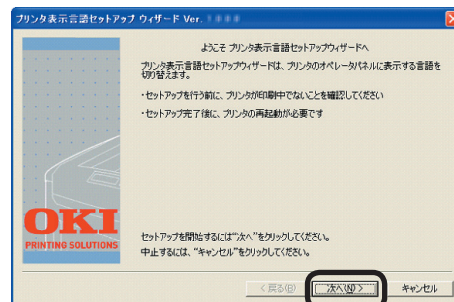 プリンタ表示言語セットアップ ウィザード Ver.
ようこそ プリンタ表示言語セットアップウィザードへ
プリンタ表示言語セットアップウィザードは、プリンタのオペレータパネルに表示する言語を
切り替えます。
・セットアップを行う前に、プリンタが印刷中でないことを確認してください
・セットアップ完了後に、プリンタの再起動が必要です
OKI
PRINTING SOLUTIONS
セットアップを開始するには"次へ"をクリックしてください。
中止するには、"キャンセル"をクリックしてください。
< 戻る(B)
次へ(N) >
キャンセル